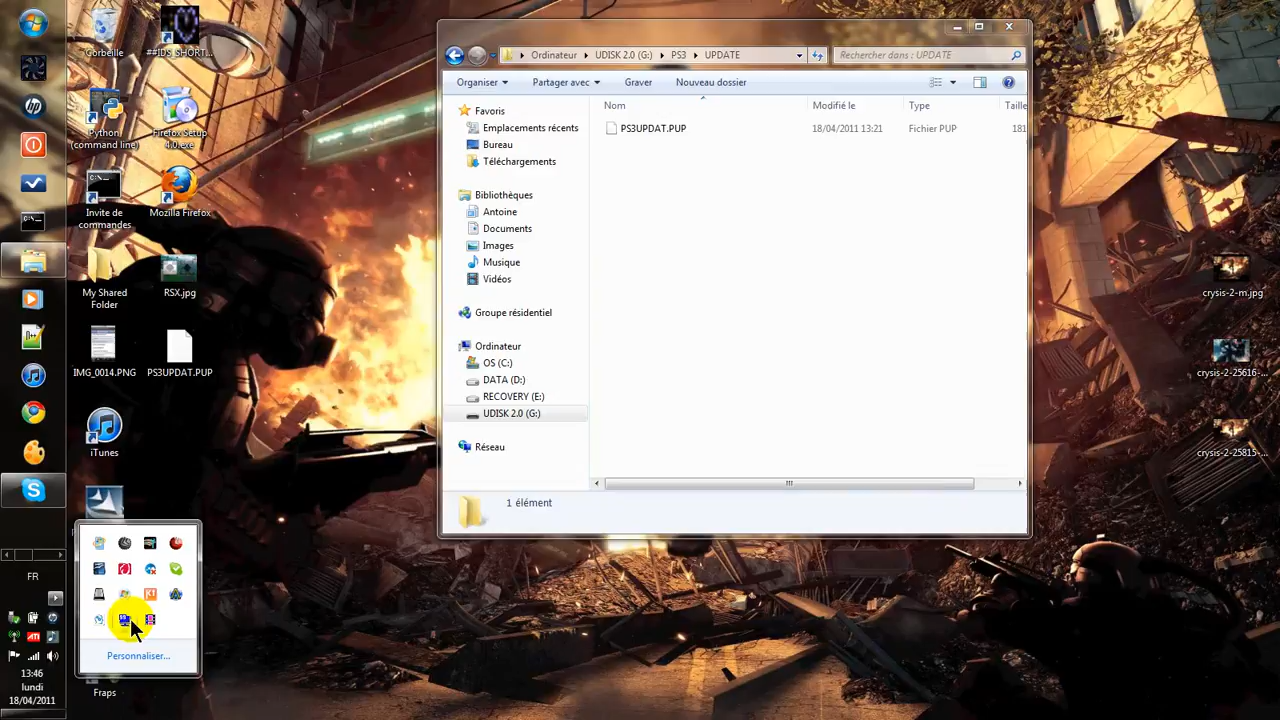 Corbeille
##IDS_SHORT...
Python
(command line)
Firefox Setup
4.0.exe
Invite de
commandes
Mozilla Firefox
My Shared
Folder
RSX.jpg
IMG_0014.PNG
PS3UPDAT.PUP
iTunes
Personnaliser...
Fraps
FR
13:46
lundi
18/04/2011
Ordinateur
UDISK 2.0 (G:)
PS3
UPDATE
Rechercher dans : UPDATE
Organiser
Partager avec
Graver
Nouveau dossier
Favoris
Emplacements récents
Bureau
Téléchargements
Bibliothèques
Antoine
Documents
Images
Musique
Vidéos
Groupe résidentiel
Ordinateur
OS (C:)
DATA (D:)
RECOVERY (E:)
UDISK 2.0 (G:)
Réseau
Nom
Modifié le
Type
Taille
PS3UPDAT.PUP
18/04/2011 13:21
Fichier PUP
181
1 élément
crysis-2-m.jpg
crysis-2-25616-...
crysis-2-25815-...